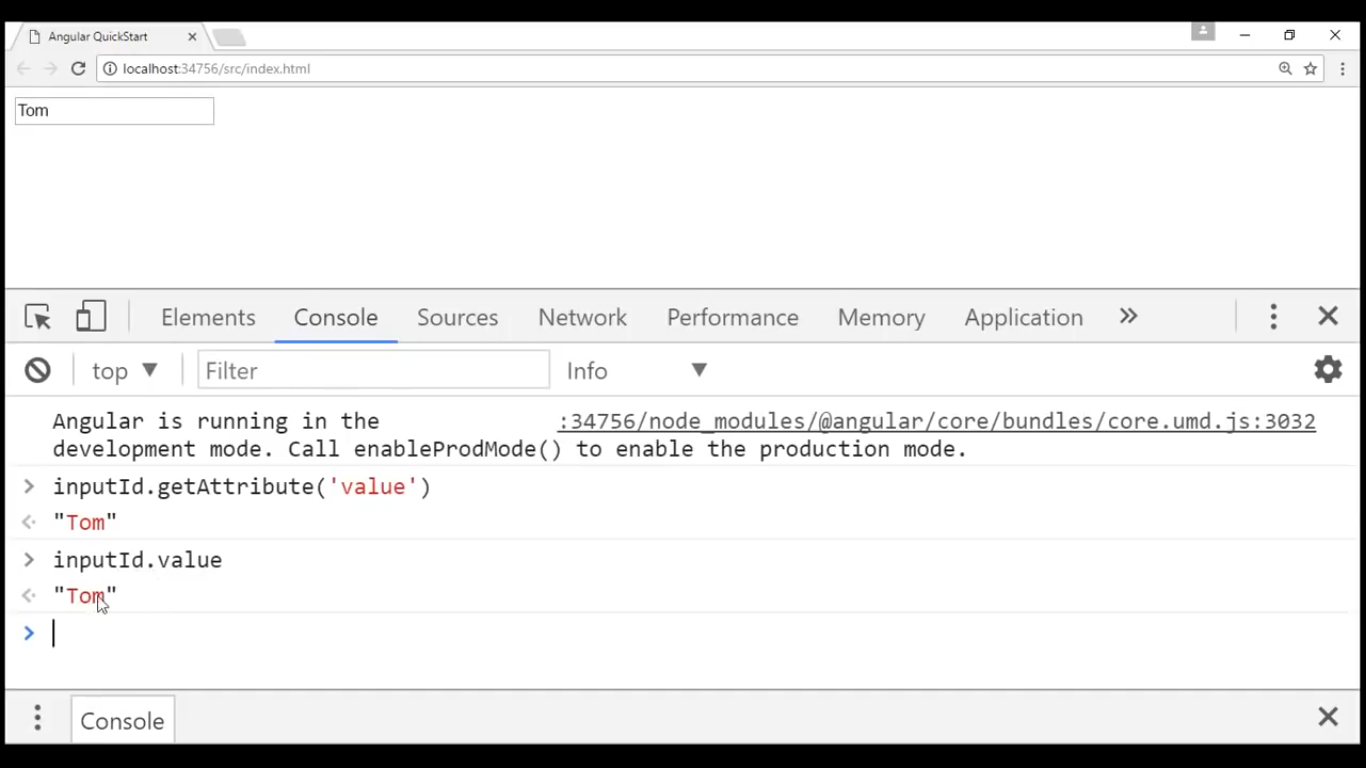 Angular QuickStart
localhost:34756/src/index.html
Tom
Elements Console Sources Network Performance Memory Application
top Filter Info
Angular is running in the :34756/node_modules/@angular/core/bundles/core.umd.js:3032
development mode. Call enableProdMode() to enable the production mode.
> inputId.getAttribute('value')
"Tom"
> inputId.value
"Tom"
>
Console